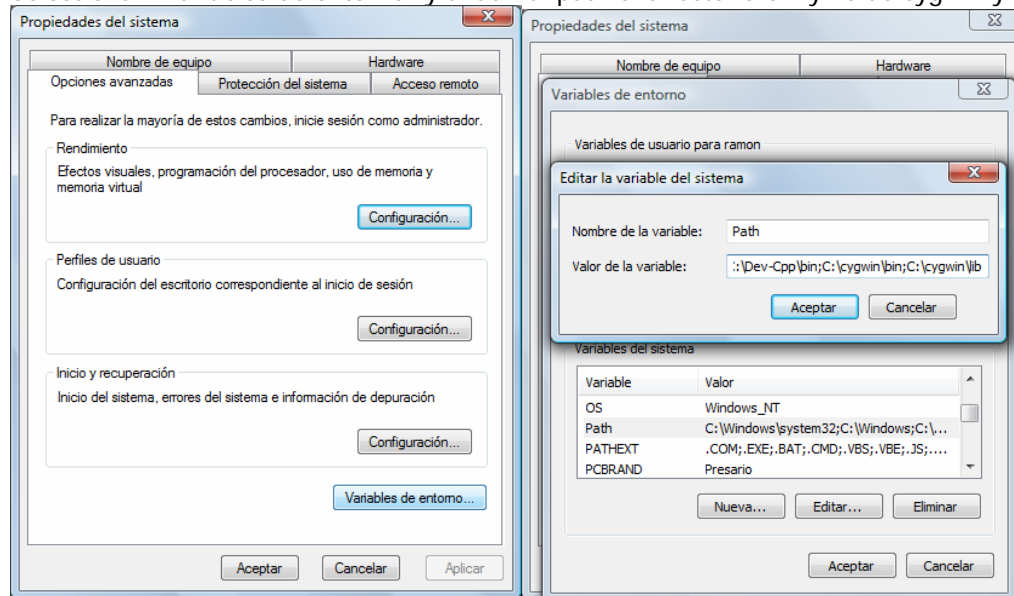 Propiedades del sistema
Nombre de equipo
Hardware
Opciones avanzadas
Protección del sistema
Acceso remoto
Para realizar la mayoría de estos cambios, inicie sesión como administrador.
Rendimiento
Efectos visuales, programación del procesador, uso de memoria y
memoria virtual
Configuración...
Perfiles de usuario
Configuración del escritorio correspondiente al inicio de sesión
Configuración...
Inicio y recuperación
Inicio del sistema, errores del sistema e información de depuración
Configuración...
Variables de entorno...
Aceptar
Cancelar
Aplicar
Propiedades del sistema
Nombre de equipo
Hardware
Variables de entorno
Variables de usuario para ramon
Editar la variable del sistema
Nombre de la variable:
Path
Valor de la variable:
:\Dev-Cpp\bin;C:\cygwin\bin;C:\cygwin\lib
Aceptar
Cancelar
Variables del sistema
Variable
Valor
OS
Windows_NT
Path
C:\Windows\system32;C:\Windows;C:\...
PATHEXT
.COM;.EXE;.BAT;.CMD;.VBS;.VBE;.JS;....
PCBRAND
Presario
Nueva...
Editar...
Eliminar
Aceptar
Cancelar